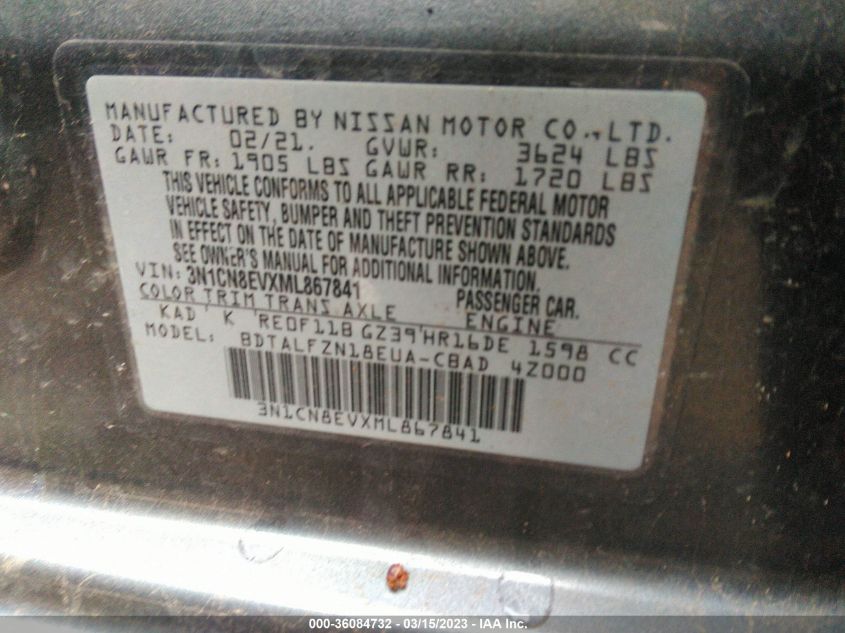 MANUFACTURED BY NISSAN MOTOR CO.,LTD.
DATE: 02/21. GVWR: 3624 LBS
GAWR FR: 1905 LBS GAWR RR: 1720 LBS
THIS VEHICLE CONFORMS TO ALL APPLICABLE FEDERAL MOTOR
VEHICLE SAFETY, BUMPER AND THEFT PREVENTION STANDARDS
IN EFFECT ON THE DATE OF MANUFACTURE SHOWN ABOVE.
SEE OWNER'S MANUAL FOR ADDITIONAL INFORMATION.
VIN: 3N1CN8EVXML867841 PASSENGER CAR.
COLOR TRIM TRANS AXLE ENGINE
KAD' K 'RE0F11B GZ39'HR16DE 1598 CC
MODEL: BDTALFZN18EUA-CBAD 4Z000
3N1CN8EVXML867841
000-36084732 - 03/15/2023 - IAA Inc.